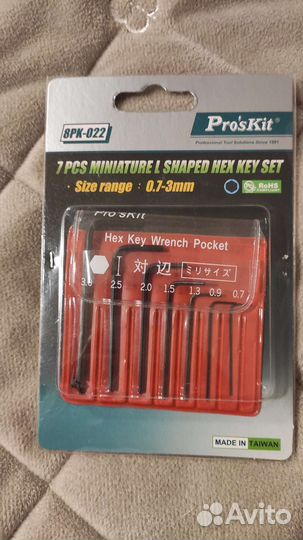 8PK-022
Pro'sKit®
Professional Tool Solutions Since 1991
7 PCS MINIATURE L SHAPED HEX KEY SET
· Size range : 0.7-3mm
RoHS
COMPLIANT
Pro'sKit
Hex Key Wrench Pocket
対辺 ミリサイズ
3.0 2.5 2.0 1.5 1.3 0.9 0.7
MADE IN TAIWAN
Avito